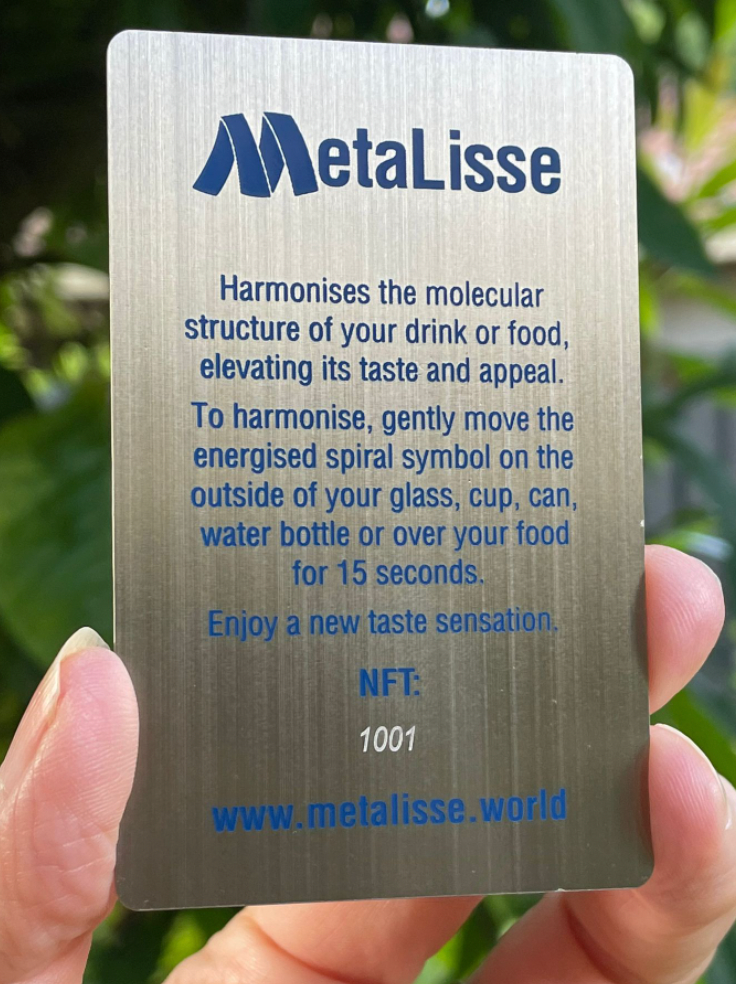 MetaLisse
Harmonises the molecular
structure of your drink or food,
elevating its taste and appeal.
To harmonise, gently move the
energised spiral symbol on the
outside of your glass, cup, can,
water bottle or over your food
for 15 seconds.
Enjoy a new taste sensation.
NFT:
1001
www.metalisse.world